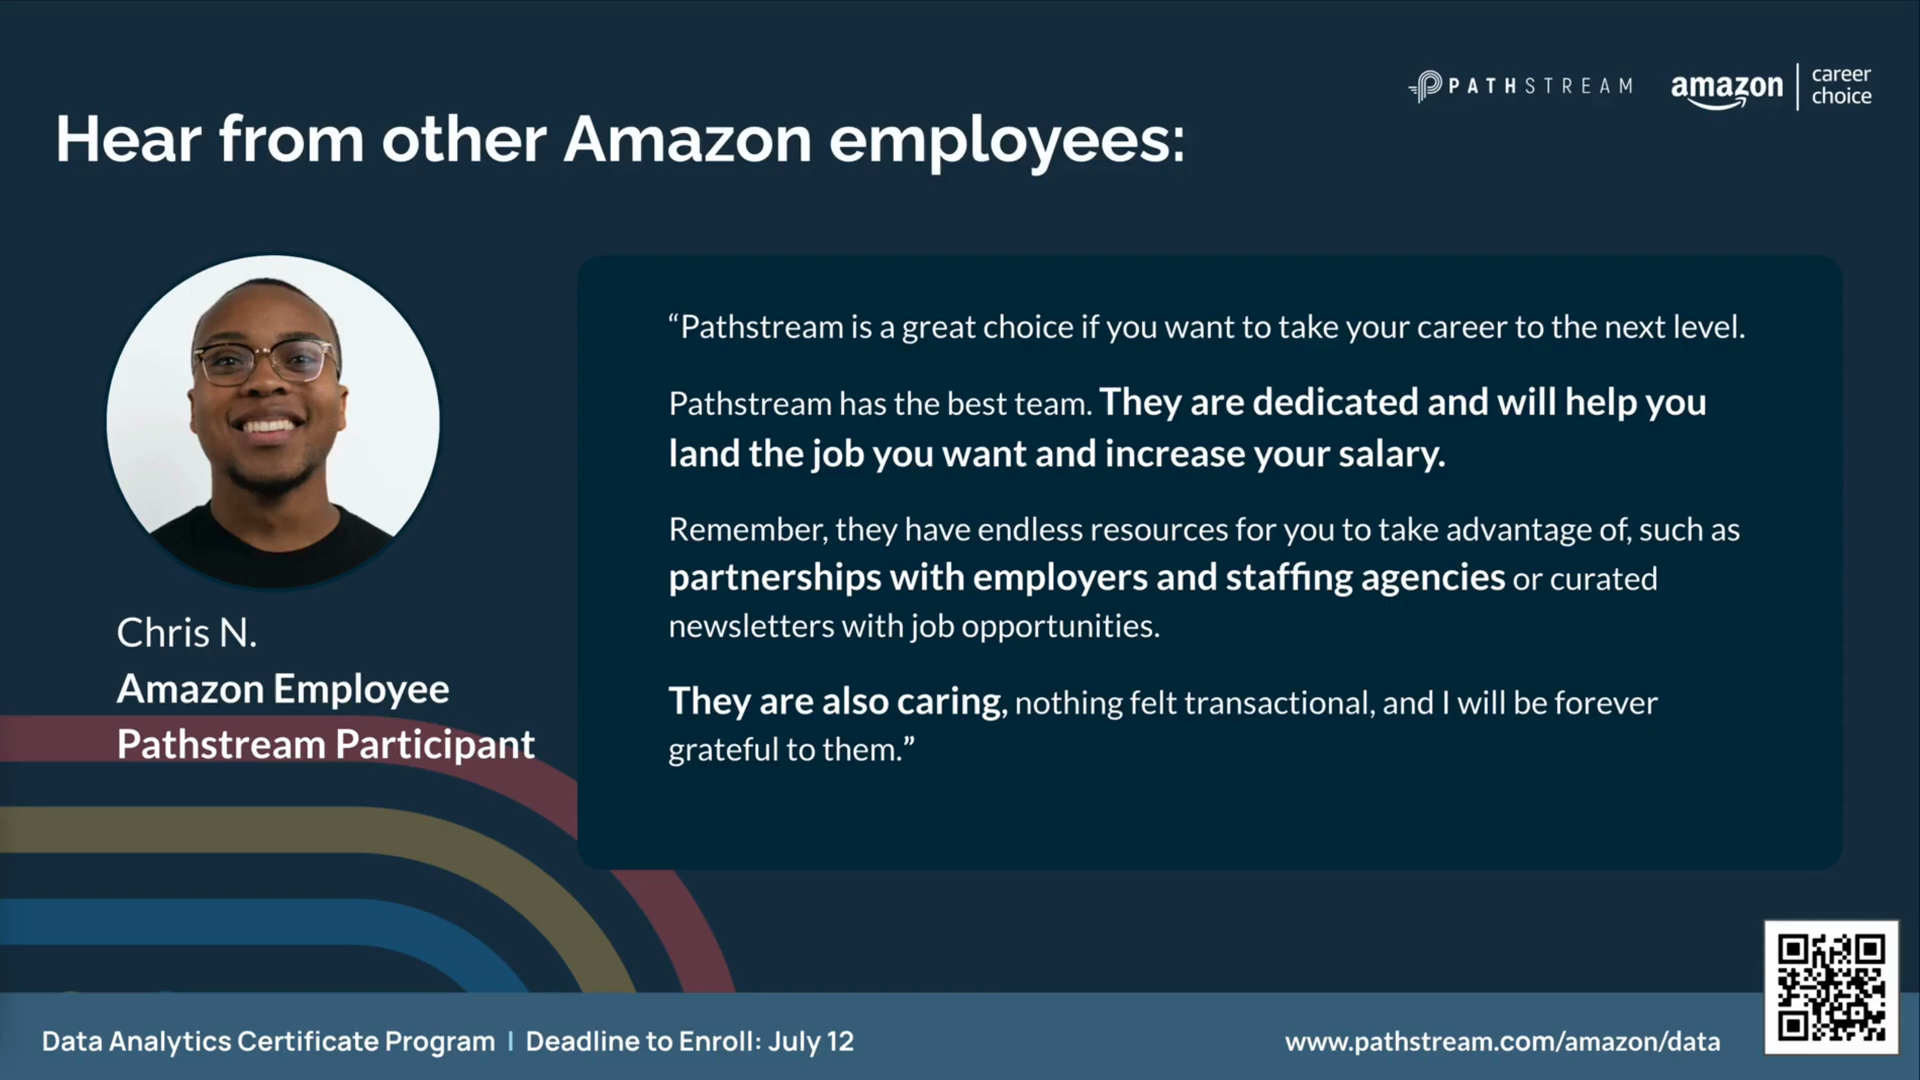 PATHSTREAM
amazon
career
choice
Hear from other Amazon employees:
Chris N.
Amazon Employee
Pathstream Participant
“Pathstream is a great choice if you want to take your career to the next level.
Pathstream has the best team. They are dedicated and will help you
land the job you want and increase your salary.
Remember, they have endless resources for you to take advantage of, such as
partnerships with employers and staffing agencies or curated
newsletters with job opportunities.
They are also caring, nothing felt transactional, and I will be forever
grateful to them.”
Data Analytics Certificate Program | Deadline to Enroll: July 12
www.pathstream.com/amazon/data